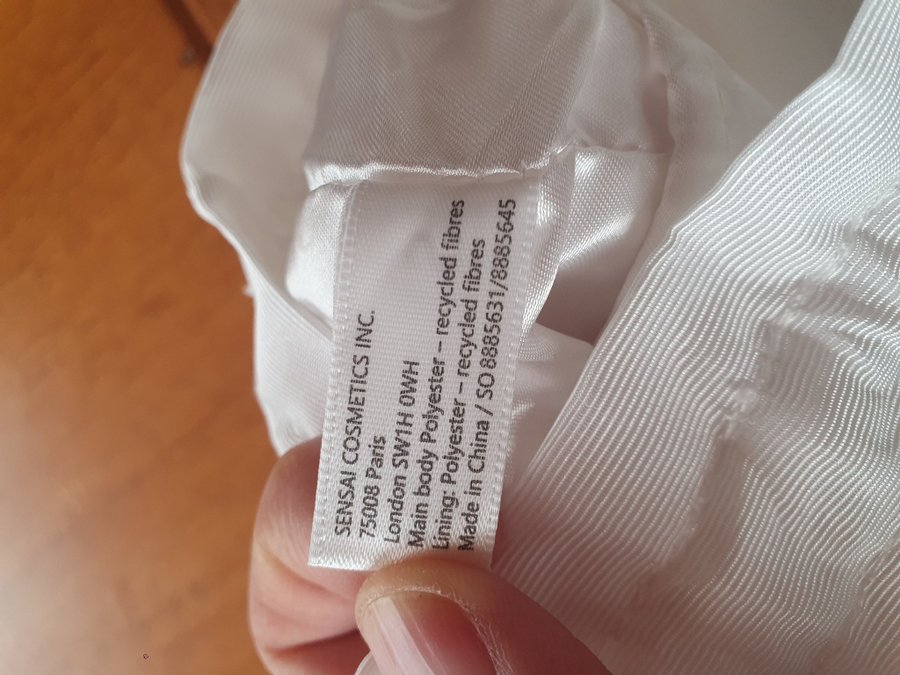 SENSAI COSMETICS INC.
75008 Paris
London SW1H 0WH
Main body Polyester – recycled fibres
Lining: Polyester – recycled fibres
Made in China / SO 8885631/8885645